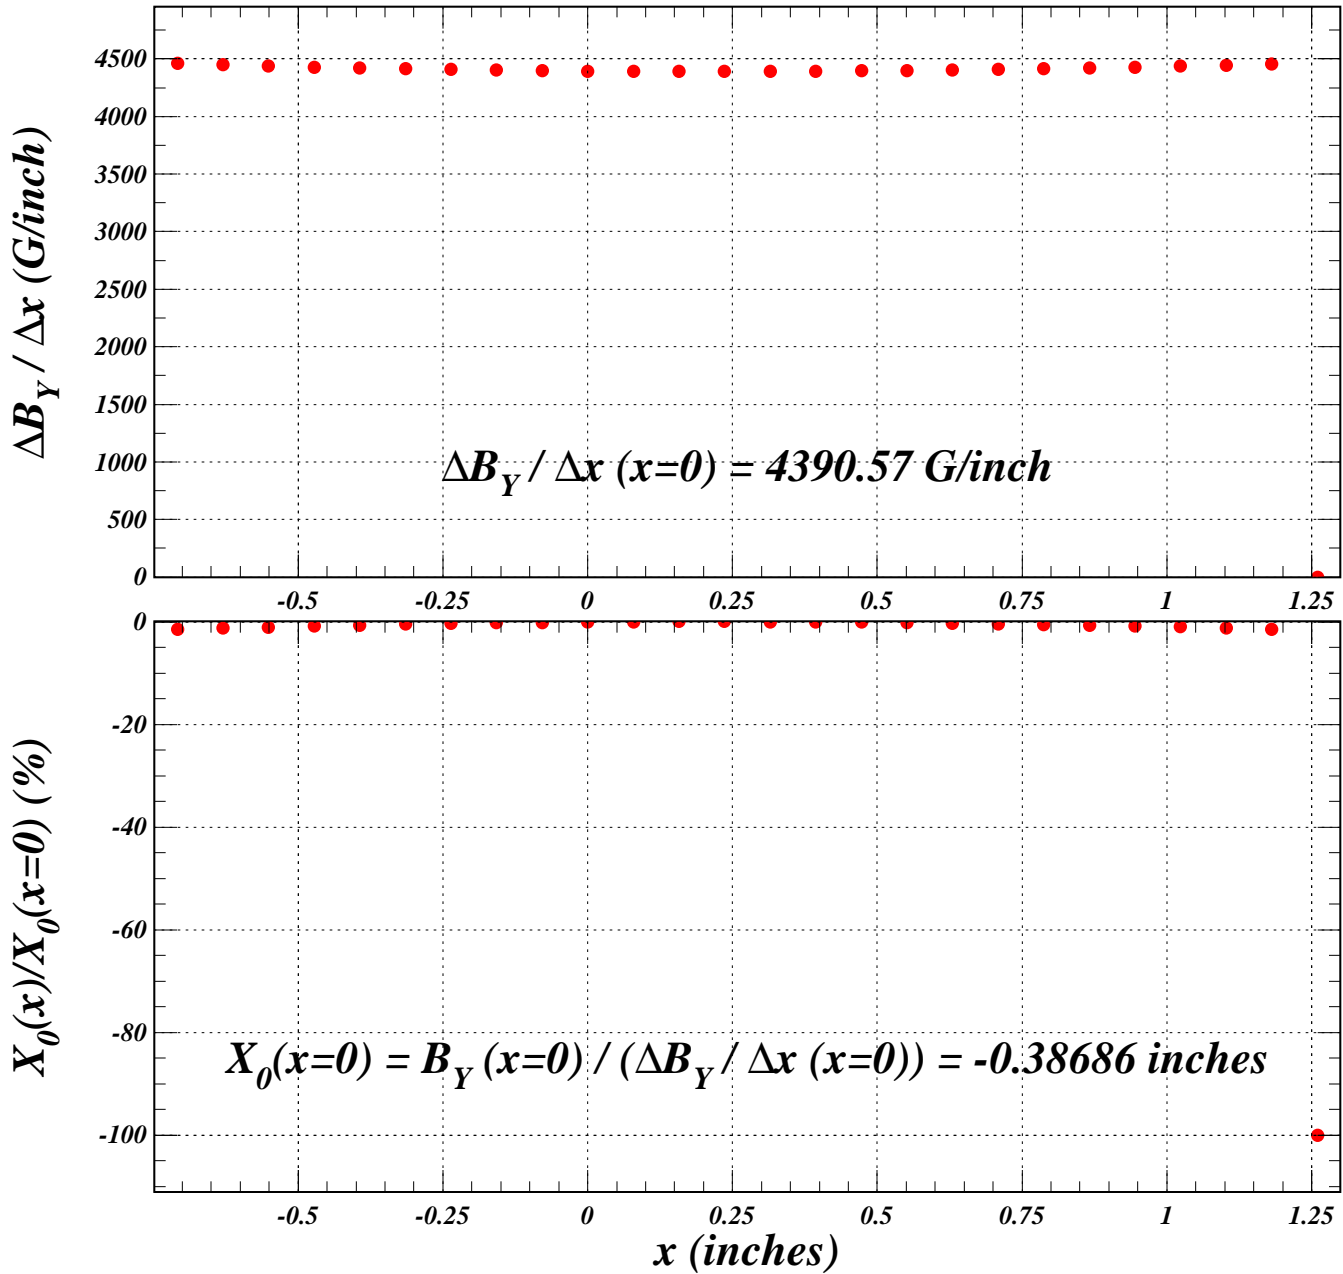 ΔB_Y / Δx (G/inch)
4500
4000
3500
3000
2500
2000
1500
1000
500
0
ΔB_Y / Δx (x=0) = 4390.57 G/inch
-0.5 -0.25 0 0.25 0.5 0.75 1 1.25
X_0(x)/X_0(x=0) (%)
0
-20
-40
-60
-80
-100
X_0(x=0) = B_Y (x=0) / (ΔB_Y / Δx (x=0)) = -0.38686 inches
-0.5 -0.25 0 0.25 0.5 0.75 1 1.25
x (inches)